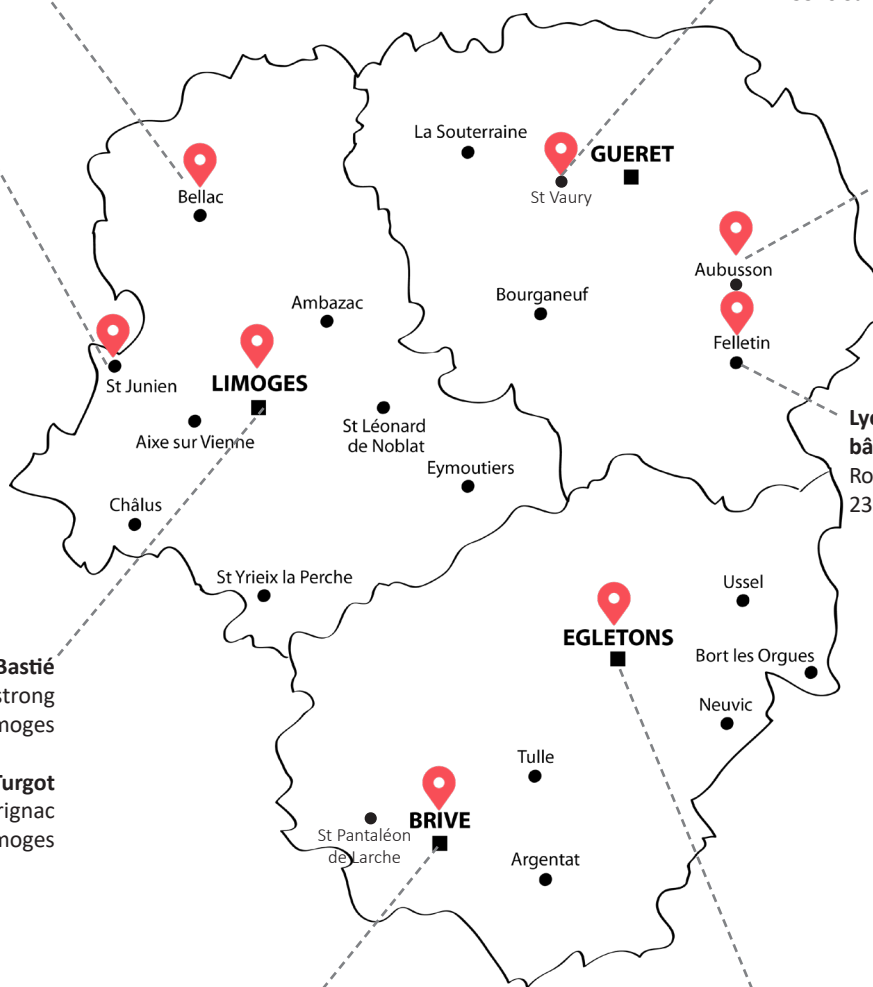 La Souterraine
GUERET
St Vaury
Bellac
Aubusson
Bourganeuf
Ambazac
Felletin
LIMOGES
St Junien
Aixe sur Vienne
St Léonard
de Noblat
Eymoutiers
Châlus
Lyc
bâ
Ro
23
St Yrieix la Perche
Ussel
EGLETONS
Bort les Orgues
Bastié
strong
moges
Neuvic
Tulle
Turgot
rignac
moges
BRIVE
St Pantaléon
de Larche
Argentat